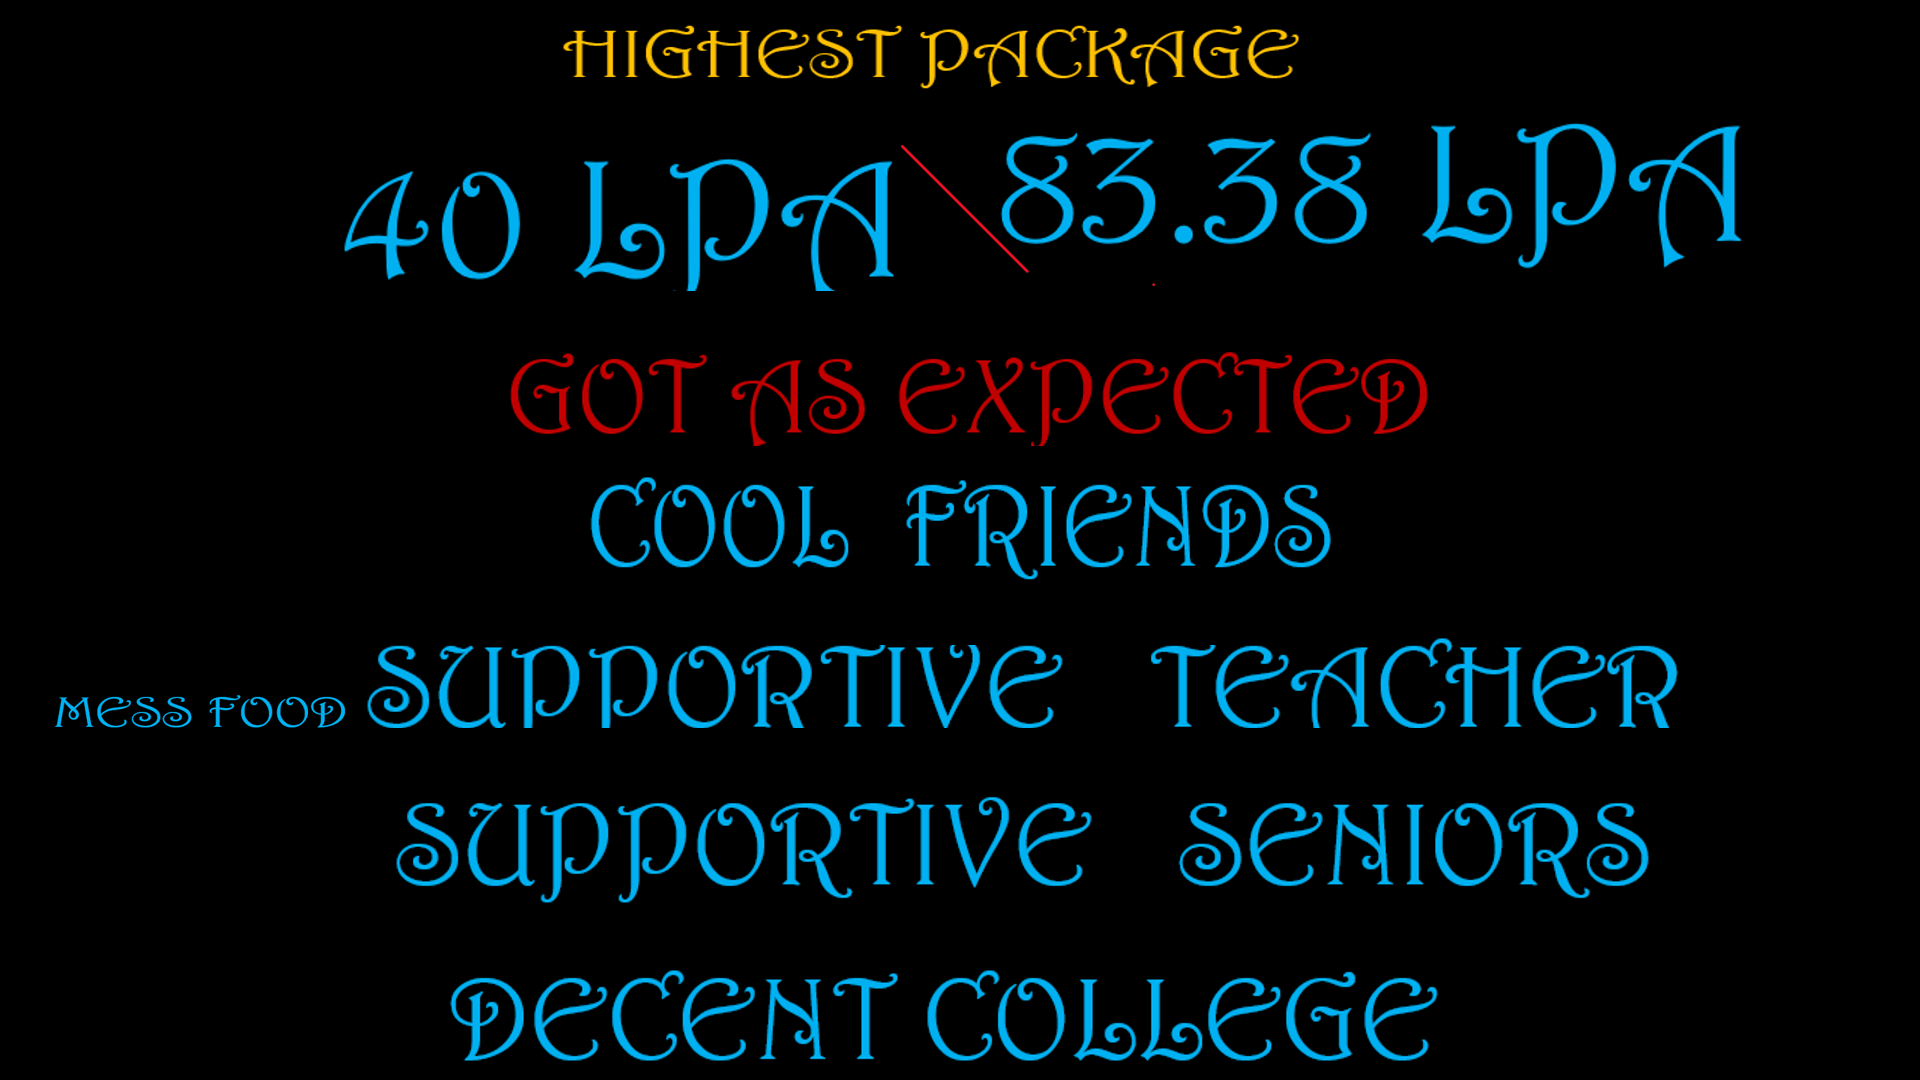 HIGHEST PACKAGE
40 LPA \ 83.38 LPA
GOT AS EXPECTED
COOL FRIENDS
MESS FOOD SUPPORTIVE TEACHER
SUPPORTIVE SENIORS
DECENT COLLEGE